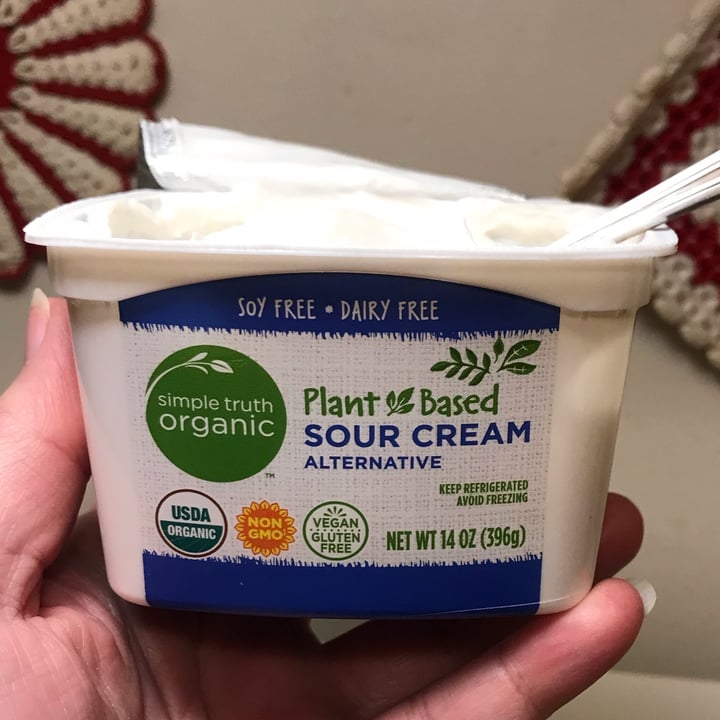 SOY FREE • DAIRY FREE
simple truth
organic
TM
Plant Based
SOUR CREAM
ALTERNATIVE
KEEP REFRIGERATED
AVOID FREEZING
USDA
ORGANIC
NON
GMO
VEGAN
GLUTEN
FREE
NET WT 14 OZ (396g)